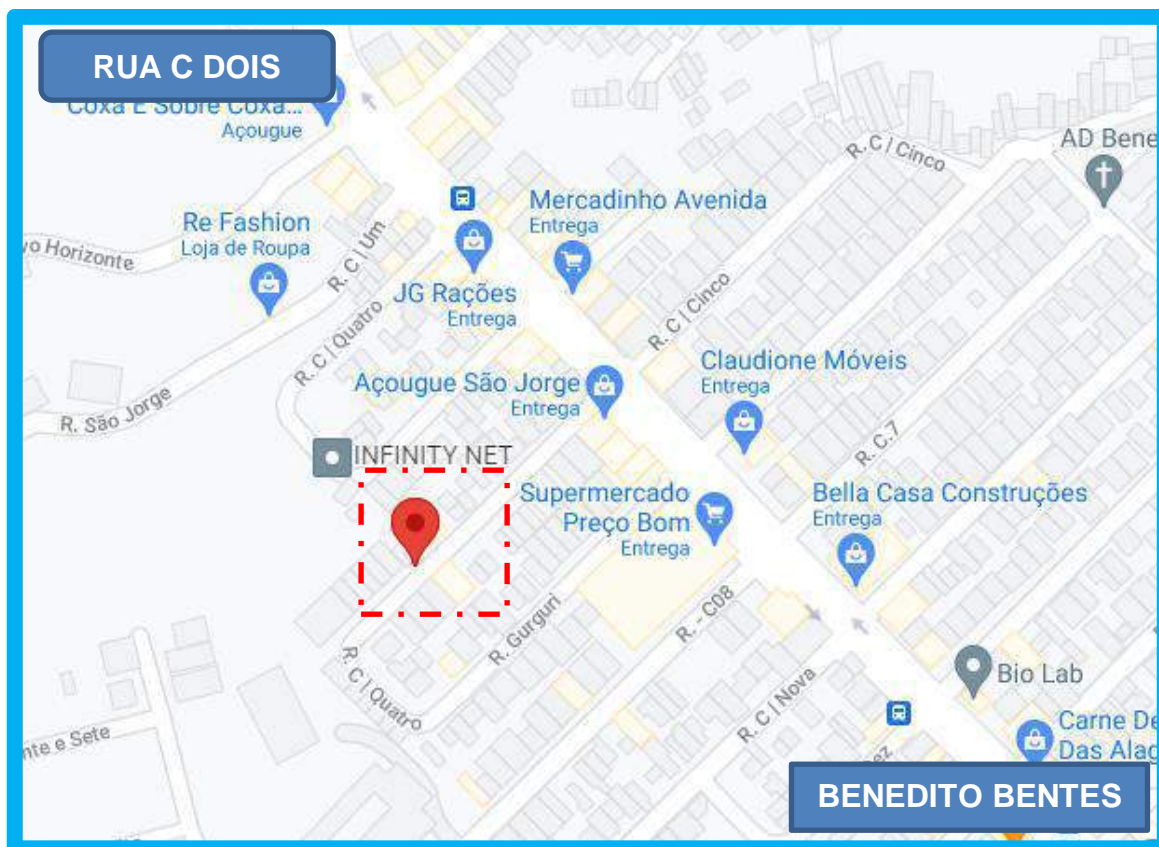 RUA C DOIS
Coxa E Sobre Coxa...
Açougue
AD Bene
R. C | Cinco
Mercadinho Avenida
Entrega
Re Fashion
Loja de Roupa
vo Horizonte
R. C | Um
JG Rações
Entrega
R. C | Cinco
R. C | Quatro
Claudione Móveis
Entrega
Açougue São Jorge
Entrega
R. São Jorge
R. C.7
INFINITY NET
Supermercado
Preço Bom
Entrega
Bella Casa Construções
Entrega
R. Gurguri
R. - C08
R. C | Quatro
R. C | Nova
Bio Lab
nte e Sete
Carne De
Das Alag
ez
BENEDITO BENTES